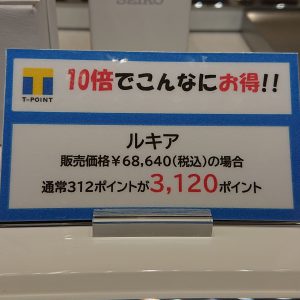 SEIKO
T-POINT
10倍でこんなにお得!!
ルキア
販売価格￥68,640(税込)の場合
通常312ポイントが3,120ポイント